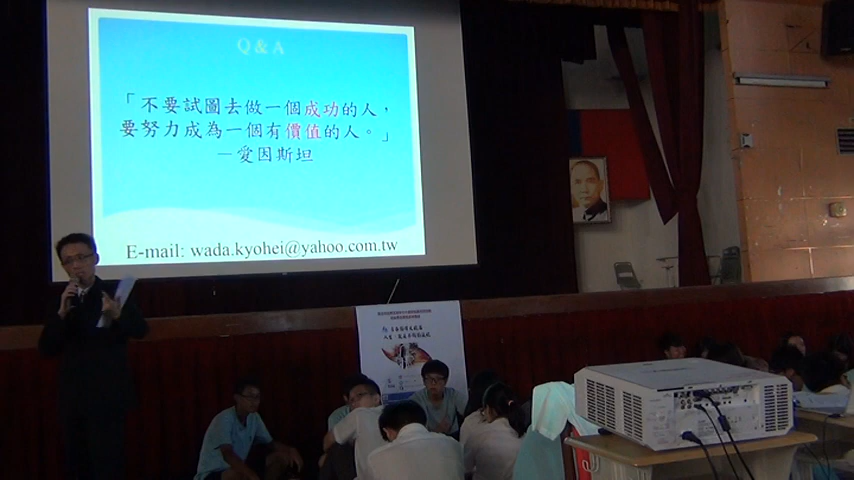 Q & A
「不要試圖去做一個成功的人，
要努力成為一個有價值的人。」
－愛因斯坦
E-mail: wada.kyohei@yahoo.com.tw